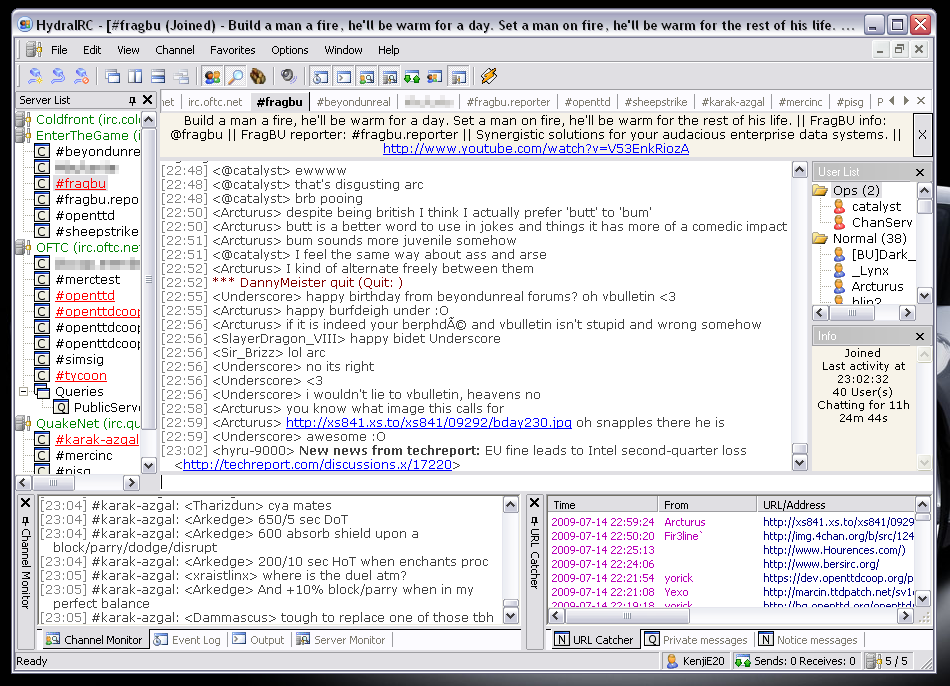 HydraIRC - [#fragbu (Joined) - Build a man a fire, he'll be warm for a day. Set a man on fire, he'll be warm for the rest of his life. ...
File Edit View Channel Favorites Options Window Help
Server List
net irc.oftc.net #fragbu #beyondunreal #fragbu.reporter #openttd #sheepstrike #karak-azgal #mercinc #pisg P
Coldfront (irc.col
EnterTheGame (irc.
#beyondunre
#fragbu
#fragbu.repo
#openttd
#sheepstrike
OFTC (irc.oftc.net
#merctest
#openttd
#openttdcoop
#openttdcoop
#openttdcoop
#simsig
#tycoon
Queries
PublicServ
QuakeNet (irc.qu
#karak-azgal
#mercinc
#pisg
Build a man a fire, he'll be warm for a day. Set a man on fire, he'll be warm for the rest of his life. || FragBU info:
@fragbu || FragBU reporter: #fragbu.reporter || Synergistic solutions for your audacious enterprise data systems. ||
http://www.youtube.com/watch?v=V53EnkRiozA
X
[22:48] <@catalyst> ewwww
[22:48] <@catalyst> that's disgusting arc
[22:48] <@catalyst> brb pooing
[22:50] <Arcturus> despite being british I think I actually prefer 'butt' to 'bum'
[22:50] <Arcturus> butt is a better word to use in jokes and things it has more of a comedic impact
[22:51] <Arcturus> bum sounds more juvenile somehow
[22:51] <@catalyst> I feel the same way about ass and arse
[22:52] <Arcturus> I kind of alternate freely between them
[22:52] *** DannyMeister quit (Quit: )
[22:55] <Underscore> happy birthday from beyondunreal forums? oh vbulletin <3
[22:55] <Arcturus> happy burfdeigh under :O
[22:56] <Arcturus> if it is indeed your berphdÃ© and vbulletin isn't stupid and wrong somehow
[22:56] <SlayerDragon_VIII> happy bidet Underscore
[22:56] <Sir_Brizz> lol arc
[22:56] <Underscore> no its right
[22:56] <Underscore> <3
[22:56] <Underscore> i wouldn't lie to vbulletin, heavens no
[22:58] <Arcturus> you know what image this calls for
[22:59] <Arcturus> http://xs841.xs.to/xs841/09292/bday230.jpg oh snapples there he is
[22:59] <Underscore> awesome :O
[23:02] <hyru-9000> New news from techreport: EU fine leads to Intel second-quarter loss
<http://techreport.com/discussions.x/17220>
User List
Ops (2)
catalyst
ChanServ
Normal (38)
[BU]Dark_
_Lynx
Arcturus
Info
Joined
Last activity at
23:02:32
40 User(s)
Chatting for 11h
24m 44s
Channel Monitor
[23:04] #karak-azgal: <Tharizdun> cya mates
[23:04] #karak-azgal: <Arkedge> 650/5 sec DoT
[23:04] #karak-azgal: <Arkedge> 600 absorb shield upon a
block/parry/dodge/disrupt
[23:04] #karak-azgal: <Arkedge> 200/10 sec HoT when enchants proc
[23:05] #karak-azgal: <xraistlinx> where is the duel atm?
[23:05] #karak-azgal: <Arkedge> And +10% block/parry when in my
perfect balance
[23:05] #karak-azgal: <Dammascus> tough to replace one of those tbh
Channel Monitor Event Log Output Server Monitor
URL Catcher
Time From URL/Address
2009-07-14 22:59:24 Arcturus http://xs841.xs.to/xs841/0929
2009-07-14 22:50:20 Fir3line` http://img.4chan.org/b/src/124
2009-07-14 22:25:13 http://www.Hourences.com/)
2009-07-14 22:24:06 http://www.bersirc.org/
2009-07-14 22:21:54 yorick https://dev.openttdcoop.org/p
2009-07-14 22:21:08 Yexo http://marcin.ttdpatch.net/sv1
2009-07-14 22:19:18 yorick http://bg.openttd.org/openttd
URL Catcher Private messages Notice messages
Ready
KenjiE20 Sends: 0 Receives: 0 5 / 5